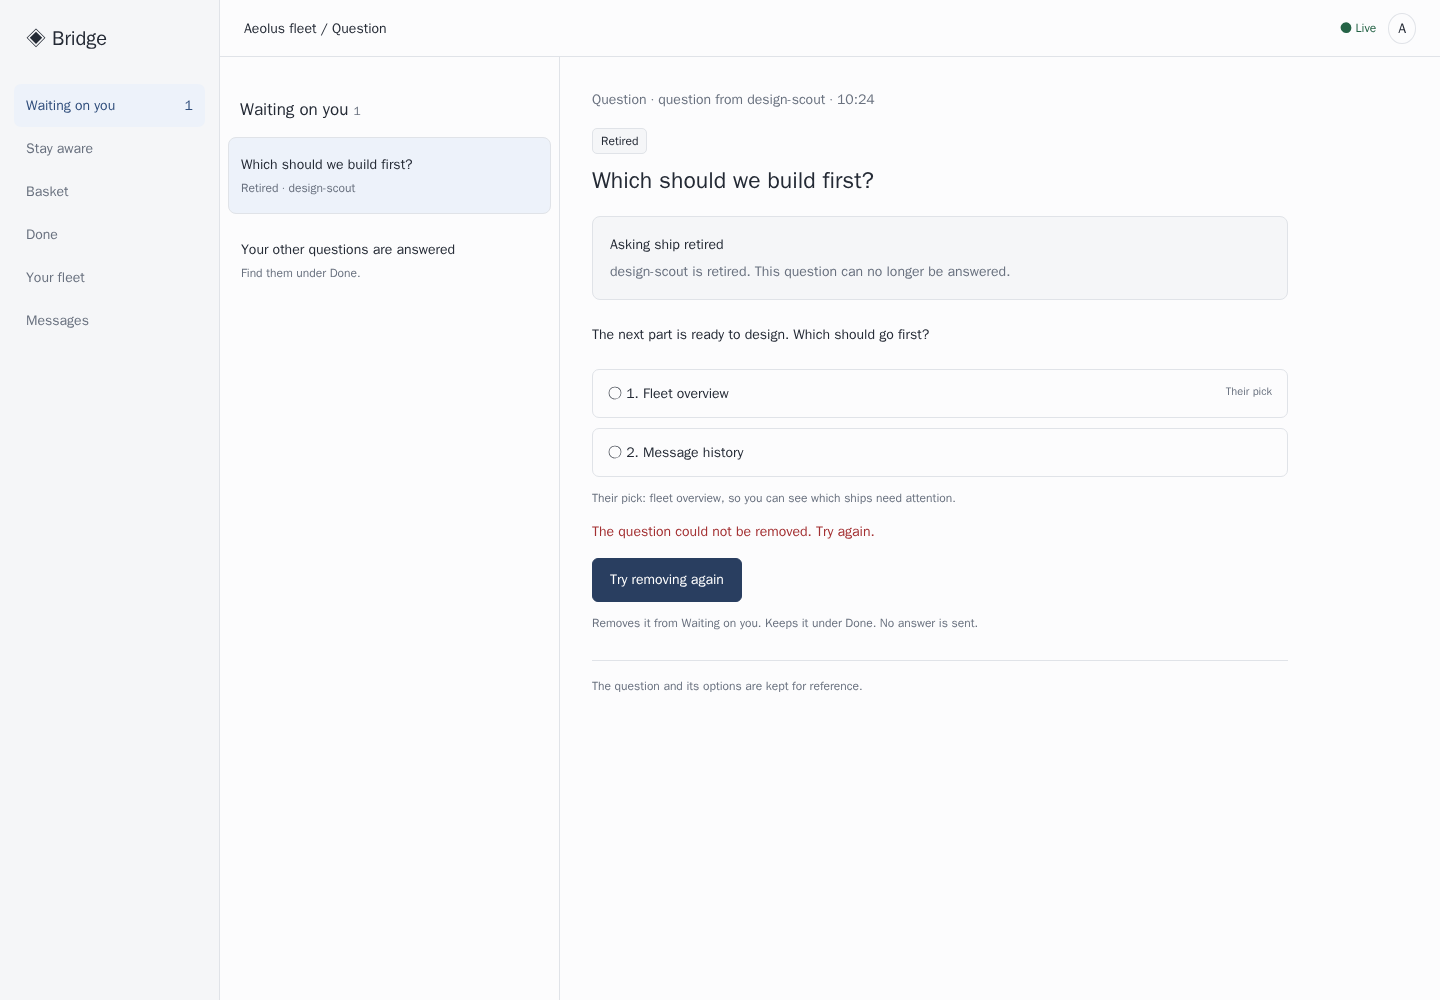 Bridge
Waiting on you 1
Stay aware
Basket
Done
Your fleet
Messages
Aeolus fleet / Question
Live
A
Waiting on you 1
Which should we build first?
Retired · design-scout
Your other questions are answered
Find them under Done.
Question · question from design-scout · 10:24
Retired
Which should we build first?
Asking ship retired
design-scout is retired. This question can no longer be answered.
The next part is ready to design. Which should go first?
1. Fleet overview Their pick
2. Message history
Their pick: fleet overview, so you can see which ships need attention.
The question could not be removed. Try again.
Try removing again
Removes it from Waiting on you. Keeps it under Done. No answer is sent.
The question and its options are kept for reference.